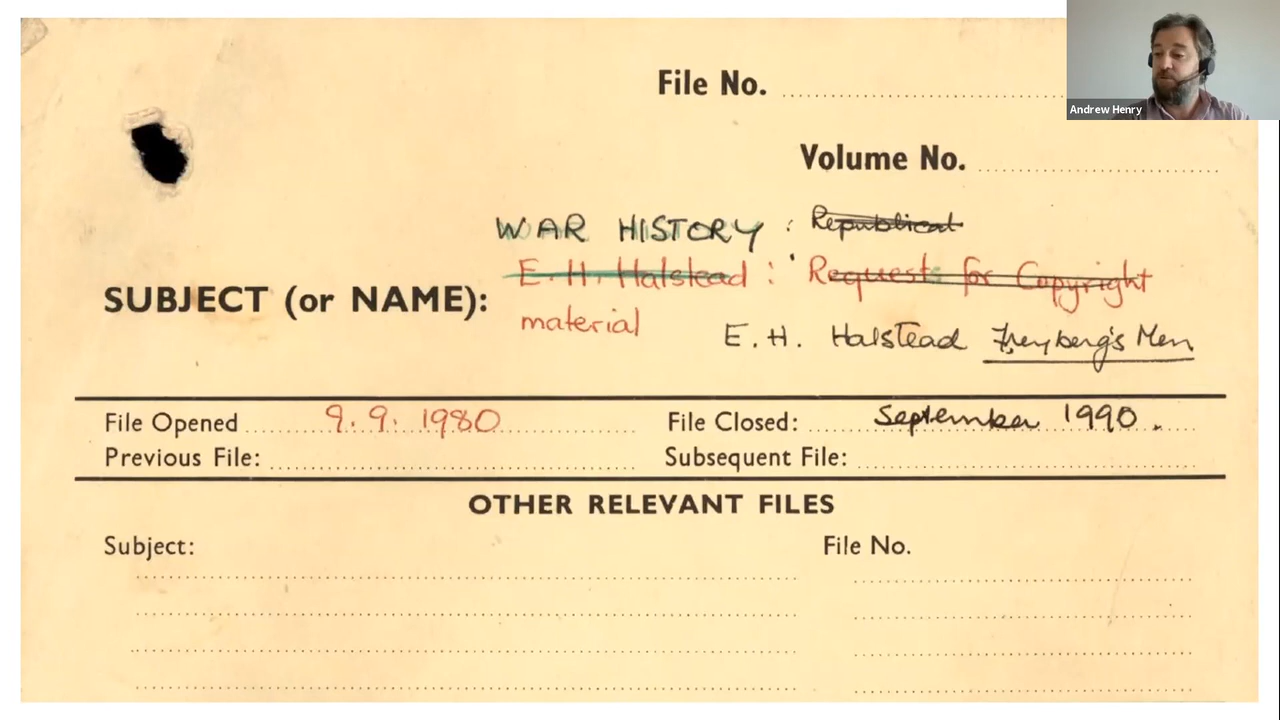 File No.
Andrew Henry
Volume No.
WAR HISTORY : Republical
E. H. Halstead : Requests for Copyright
SUBJECT (or NAME):
material
E. H. Halstead Freyberg's Men
File Opened 9. 9. 1980 File Closed: September 1990.
Previous File: Subsequent File:
OTHER RELEVANT FILES
Subject: File No.